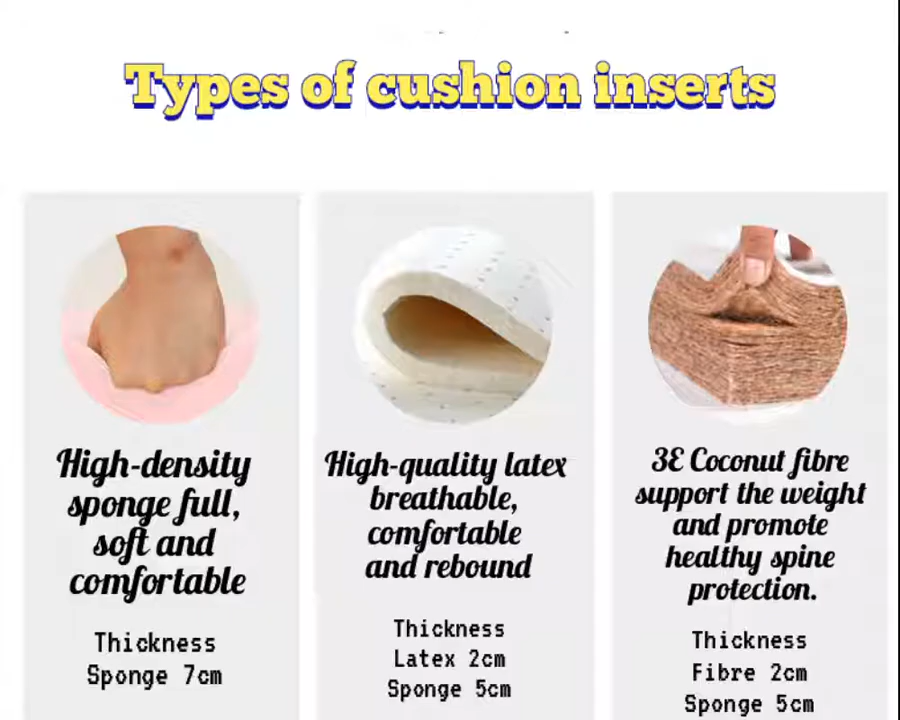 Types of cushion inserts
High-density
sponge full,
soft and
comfortable
Thickness
Sponge 7cm
High-quality latex
breathable,
comfortable
and rebound
Thickness
Latex 2cm
Sponge 5cm
3E Coconut fibre
support the weight
and promote
healthy spine
protection.
Thickness
Fibre 2cm
Sponge 5cm